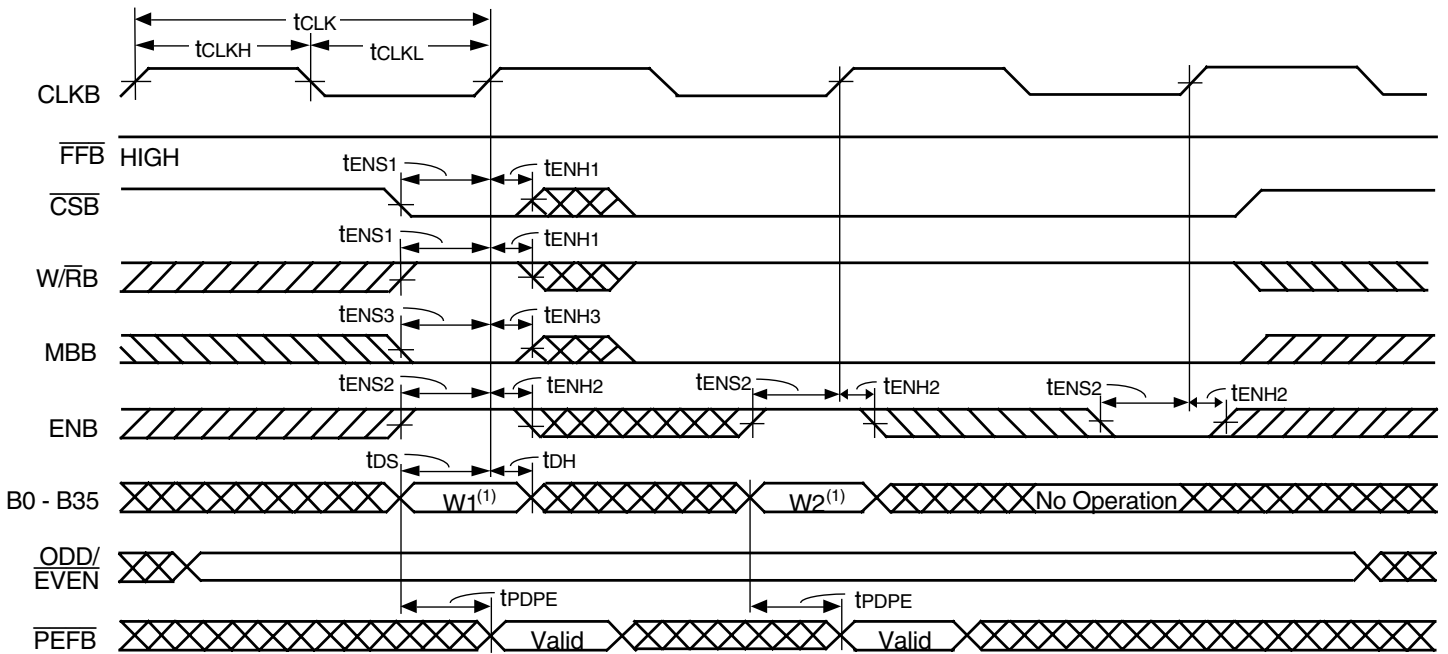 tCLK
tCLKH
tCLKL
CLKB
FFB HIGH
tENS1
tENH1
CSB
tENS1
tENH1
W/RB
tENS3
tENH3
MBB
tENS2
tENH2
tENS2
tENH2
tENS2
tENH2
ENB
tDS
tDH
B0 - B35
W1(1)
W2(1)
No Operation
ODD/
EVEN
tPDPE
tPDPE
PEFB
Valid
Valid